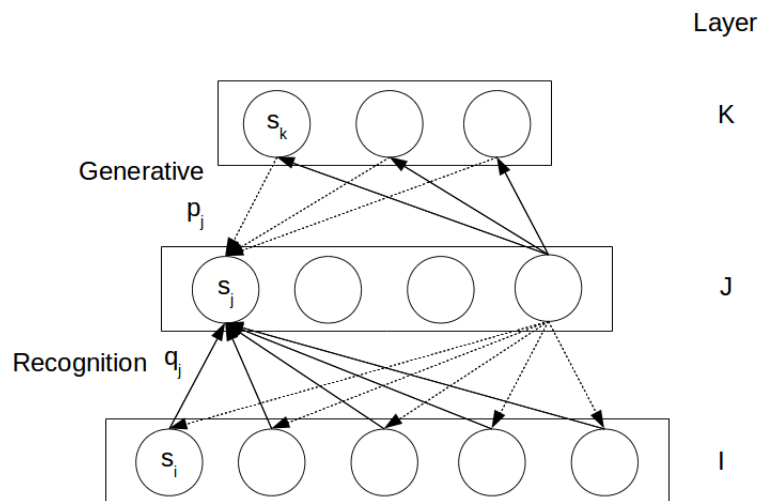 Layer
s_k
K
Generative
p_j
s_j
J
Recognition q_j
s_i
I